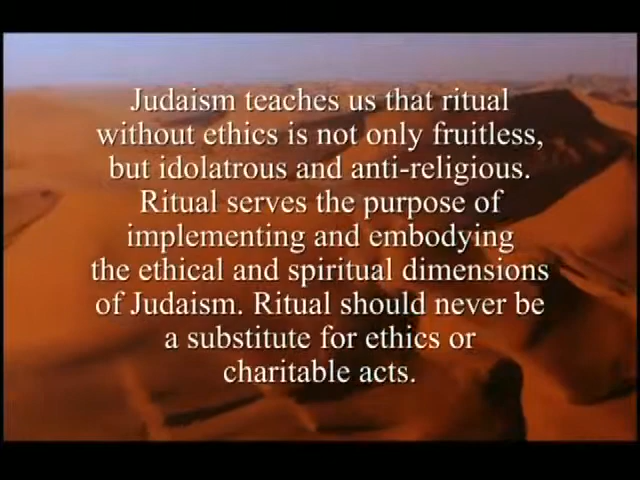 Judaism teaches us that ritual
without ethics is not only fruitless,
but idolatrous and anti-religious.
Ritual serves the purpose of
implementing and embodying
the ethical and spiritual dimensions
of Judaism. Ritual should never be
a substitute for ethics or
charitable acts.